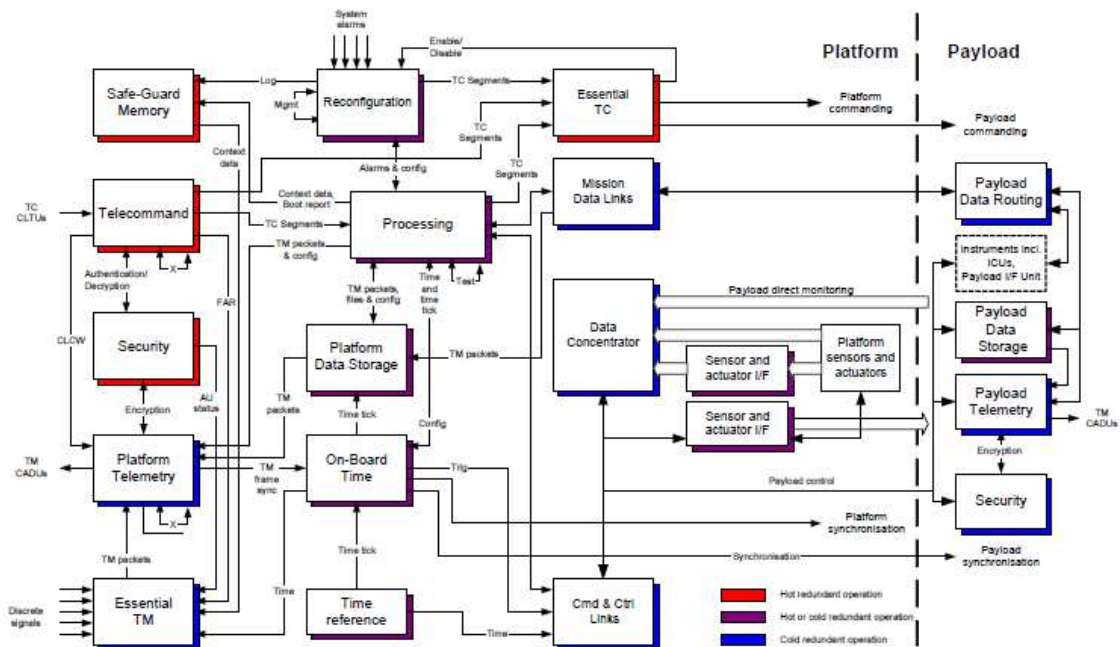 System
alarms
Enable/
Disable
Platform
Payload
Safe-Guard
Memory
Log
Reconfiguration
Mgmt
TC Segments
Essential
TC
Platform
commanding
Payload
commanding
Context
data
TC
Segments
Alarms & config
TC
Segments
TC
CLTUs
Telecommand
Context data,
Boot report
TC Segments
TM packets
& config
Processing
Mission
Data Links
Payload
Data Routing
Authentication/
Decryption
X
FAR
TM packets,
files & config
Time
and
time
tick
Test
Instruments incl.
ICUs,
Payload I/F Unit
Payload direct monitoring
CLCW
Security
Platform
Data Storage
TM packets
Data
Concentrator
Sensor and
actuator I/F
Platform
sensors and
actuators
Payload
Data
Storage
Encryption
AU
status
TM
packets
Time tick
Config
Sensor and
actuator I/F
Payload
Telemetry
TM
CADUs
TM
CADUs
Platform
Telemetry
X
TM
frame
sync
On-Board
Time
Trig
Payload control
Encryption
Security
Platform
synchronisation
TM packets
Time tick
Synchronisation
Payload
synchronisation
Discrete
signals
Essential
TM
Time
Time
reference
Time
Cmd & Ctrl
Links
Hot redundant operation
Hot or cold redundant operation
Cold redundant operation